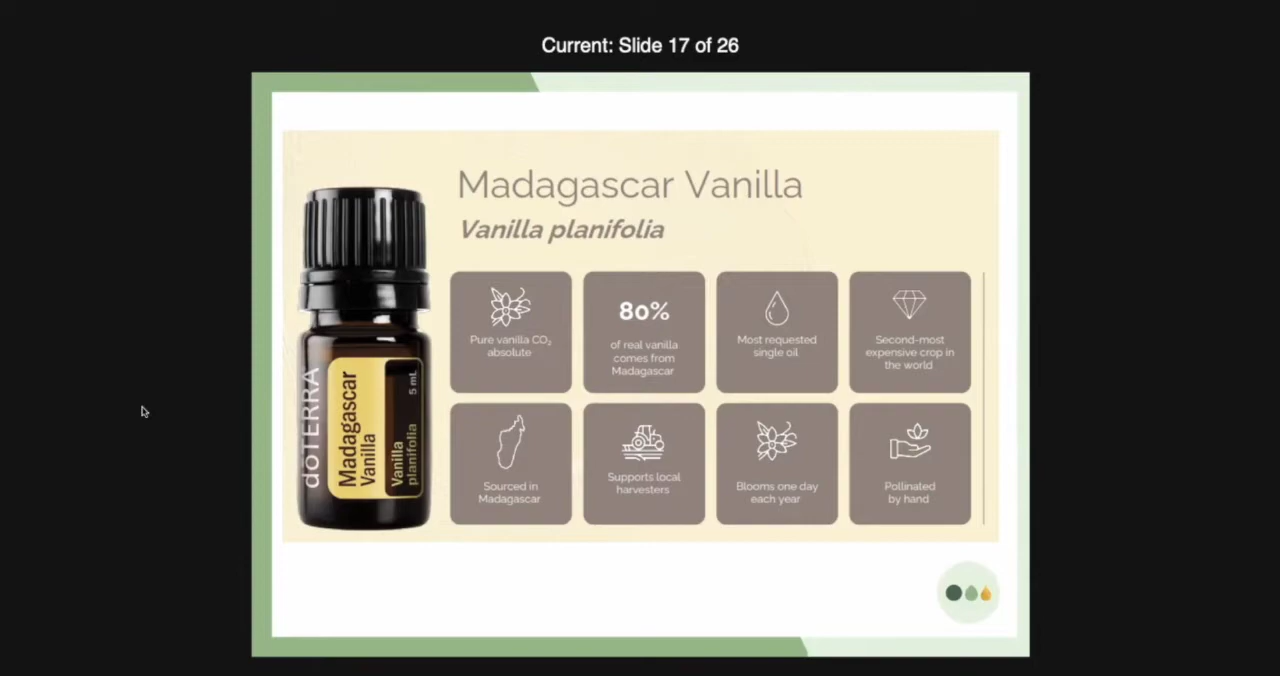 Current: Slide 17 of 26
Madagascar Vanilla
Vanilla planifolia
doTERRA
Madagascar
Vanilla
Vanilla
planifolia
5 mL
Pure vanilla CO₂
absolute
80%
of real vanilla
comes from
Madagascar
Most requested
single oil
Second-most
expensive crop in
the world
Sourced in
Madagascar
Supports local
harvesters
Blooms one day
each year
Pollinated
by hand